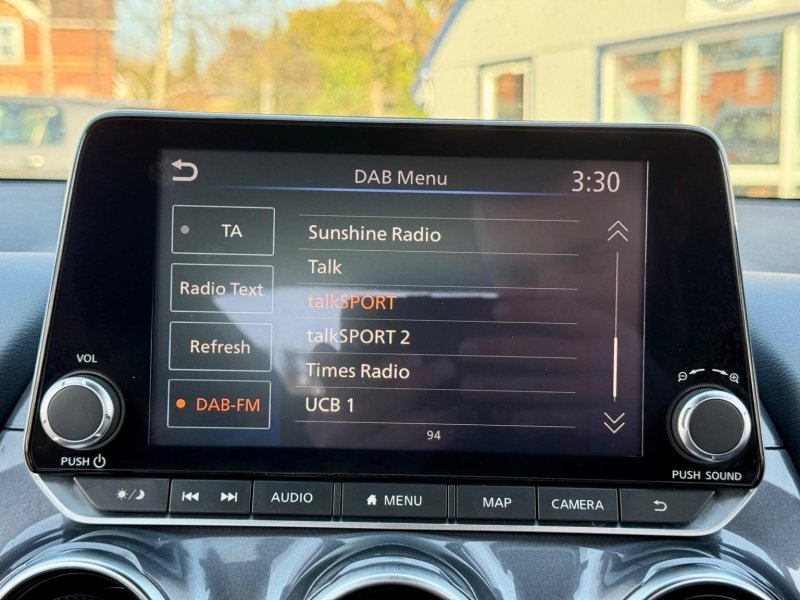 DAB Menu
3:30
TA
Radio Text
Refresh
DAB-FM
Sunshine Radio
Talk
talkSPORT
talkSPORT 2
Times Radio
UCB 1
94
VOL
PUSH
PUSH SOUND
AUDIO
MENU
MAP
CAMERA